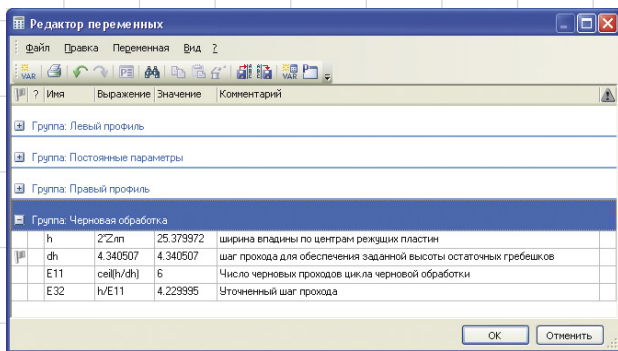 Редактор переменных
Файл Правка Переменная Вид ?
VAR PE VAR
? Имя Выражение Значение Комментарий
Группа: Левый профиль
Группа: Постоянные параметры
Группа: Правый профиль
Группа: Черновая обработка
h 2*Zлп 25.379972 ширина впадины по центрам режущих пластин
dh 4.340507 4.340507 шаг прохода для обеспечения заданной высоты остаточных гребешков
E11 ceil(h/dh) 6 Число черновых проходов цикла черновой обработки
E32 h/E11 4.229995 Уточненный шаг прохода
OK Отменить